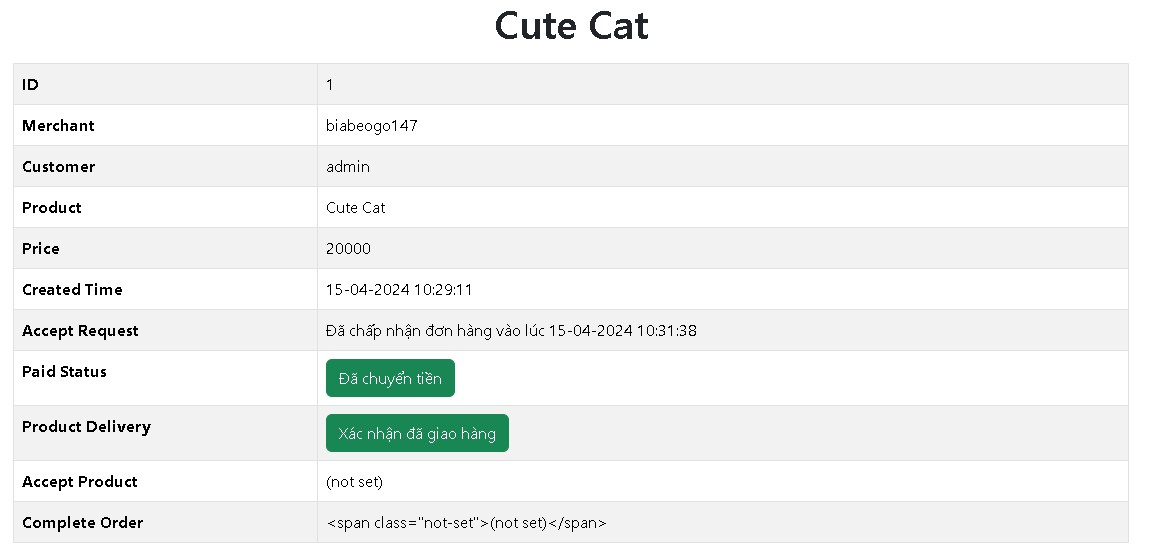 Cute Cat
ID 1
Merchant biabeogo147
Customer admin
Product Cute Cat
Price 20000
Created Time 15-04-2024 10:29:11
Accept Request Đã chấp nhận đơn hàng vào lúc 15-04-2024 10:31:38
Paid Status Đã chuyển tiền
Product Delivery Xác nhận đã giao hàng
Accept Product (not set)
Complete Order <span class="not-set">(not set)</span>